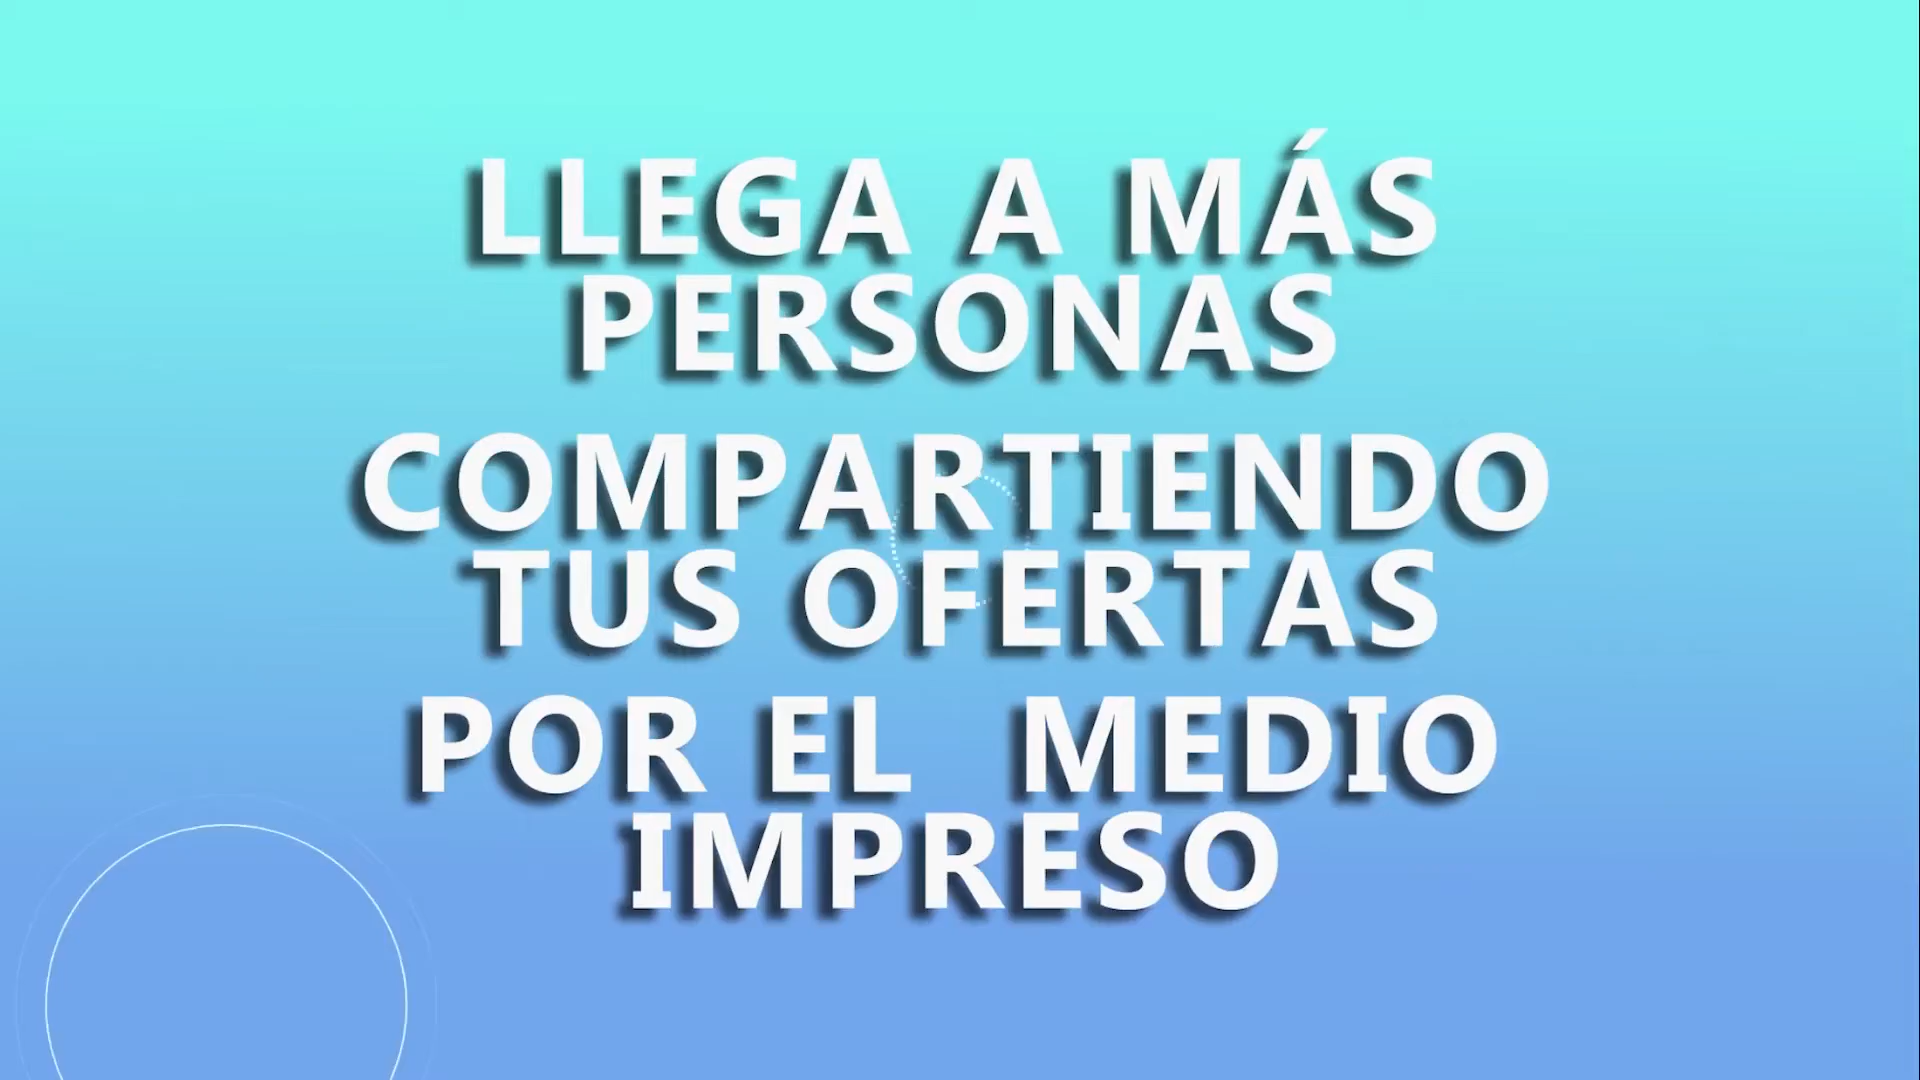 LLEGA A MÁS
PERSONAS
COMPARTIENDO
TUS OFERTAS
POR EL MEDIO
IMPRESO